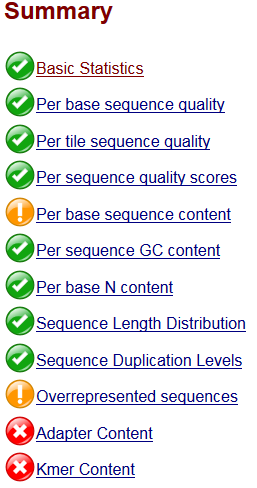 Summary
Basic Statistics
Per base sequence quality
Per tile sequence quality
Per sequence quality scores
Per base sequence content
Per sequence GC content
Per base N content
Sequence Length Distribution
Sequence Duplication Levels
Overrepresented sequences
Adapter Content
Kmer Content